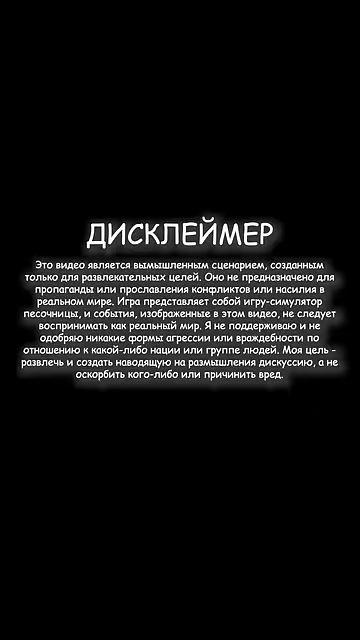 ДИСКЛЕЙМЕР
Это видео является вымышленным сценарием, созданным
только для развлекательных целей. Оно не предназначено для
пропаганды или прославления конфликтов или насилия в
реальном мире. Игра представляет собой игру-симулятор
песочницы, и события, изображенные в этом видео, не следует
воспринимать как реальный мир. Я не поддерживаю и не
одобряю никакие формы агрессии или враждебности по
отношению к какой-либо нации или группе людей. Моя цель -
развлечь и создать наводящую на размышления дискуссию, а не
оскорбить кого-либо или причинить вред.